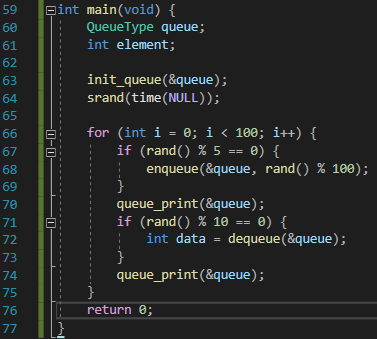 59 int main(void) {
60 QueueType queue;
61 int element;
62
63 init_queue(&queue);
64 srand(time(NULL));
65
66 for (int i = 0; i < 100; i++) {
67 if (rand() % 5 == 0) {
68 enqueue(&queue, rand() % 100);
69 }
70 queue_print(&queue);
71 if (rand() % 10 == 0) {
72 int data = dequeue(&queue);
73 }
74 queue_print(&queue);
75 }
76 return 0;
77 }